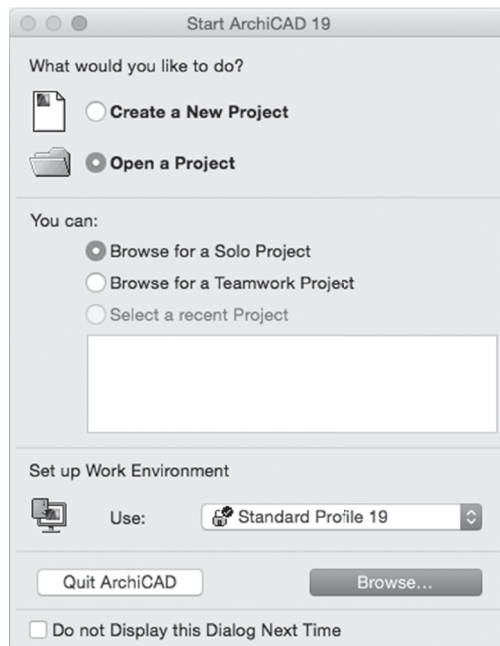 Start ArchiCAD 19
What would you like to do?
Create a New Project
Open a Project
You can:
Browse for a Solo Project
Browse for a Teamwork Project
Select a recent Project
Set up Work Environment
Use: Standard Profile 19
Quit ArchiCAD Browse...
Do not Display this Dialog Next Time